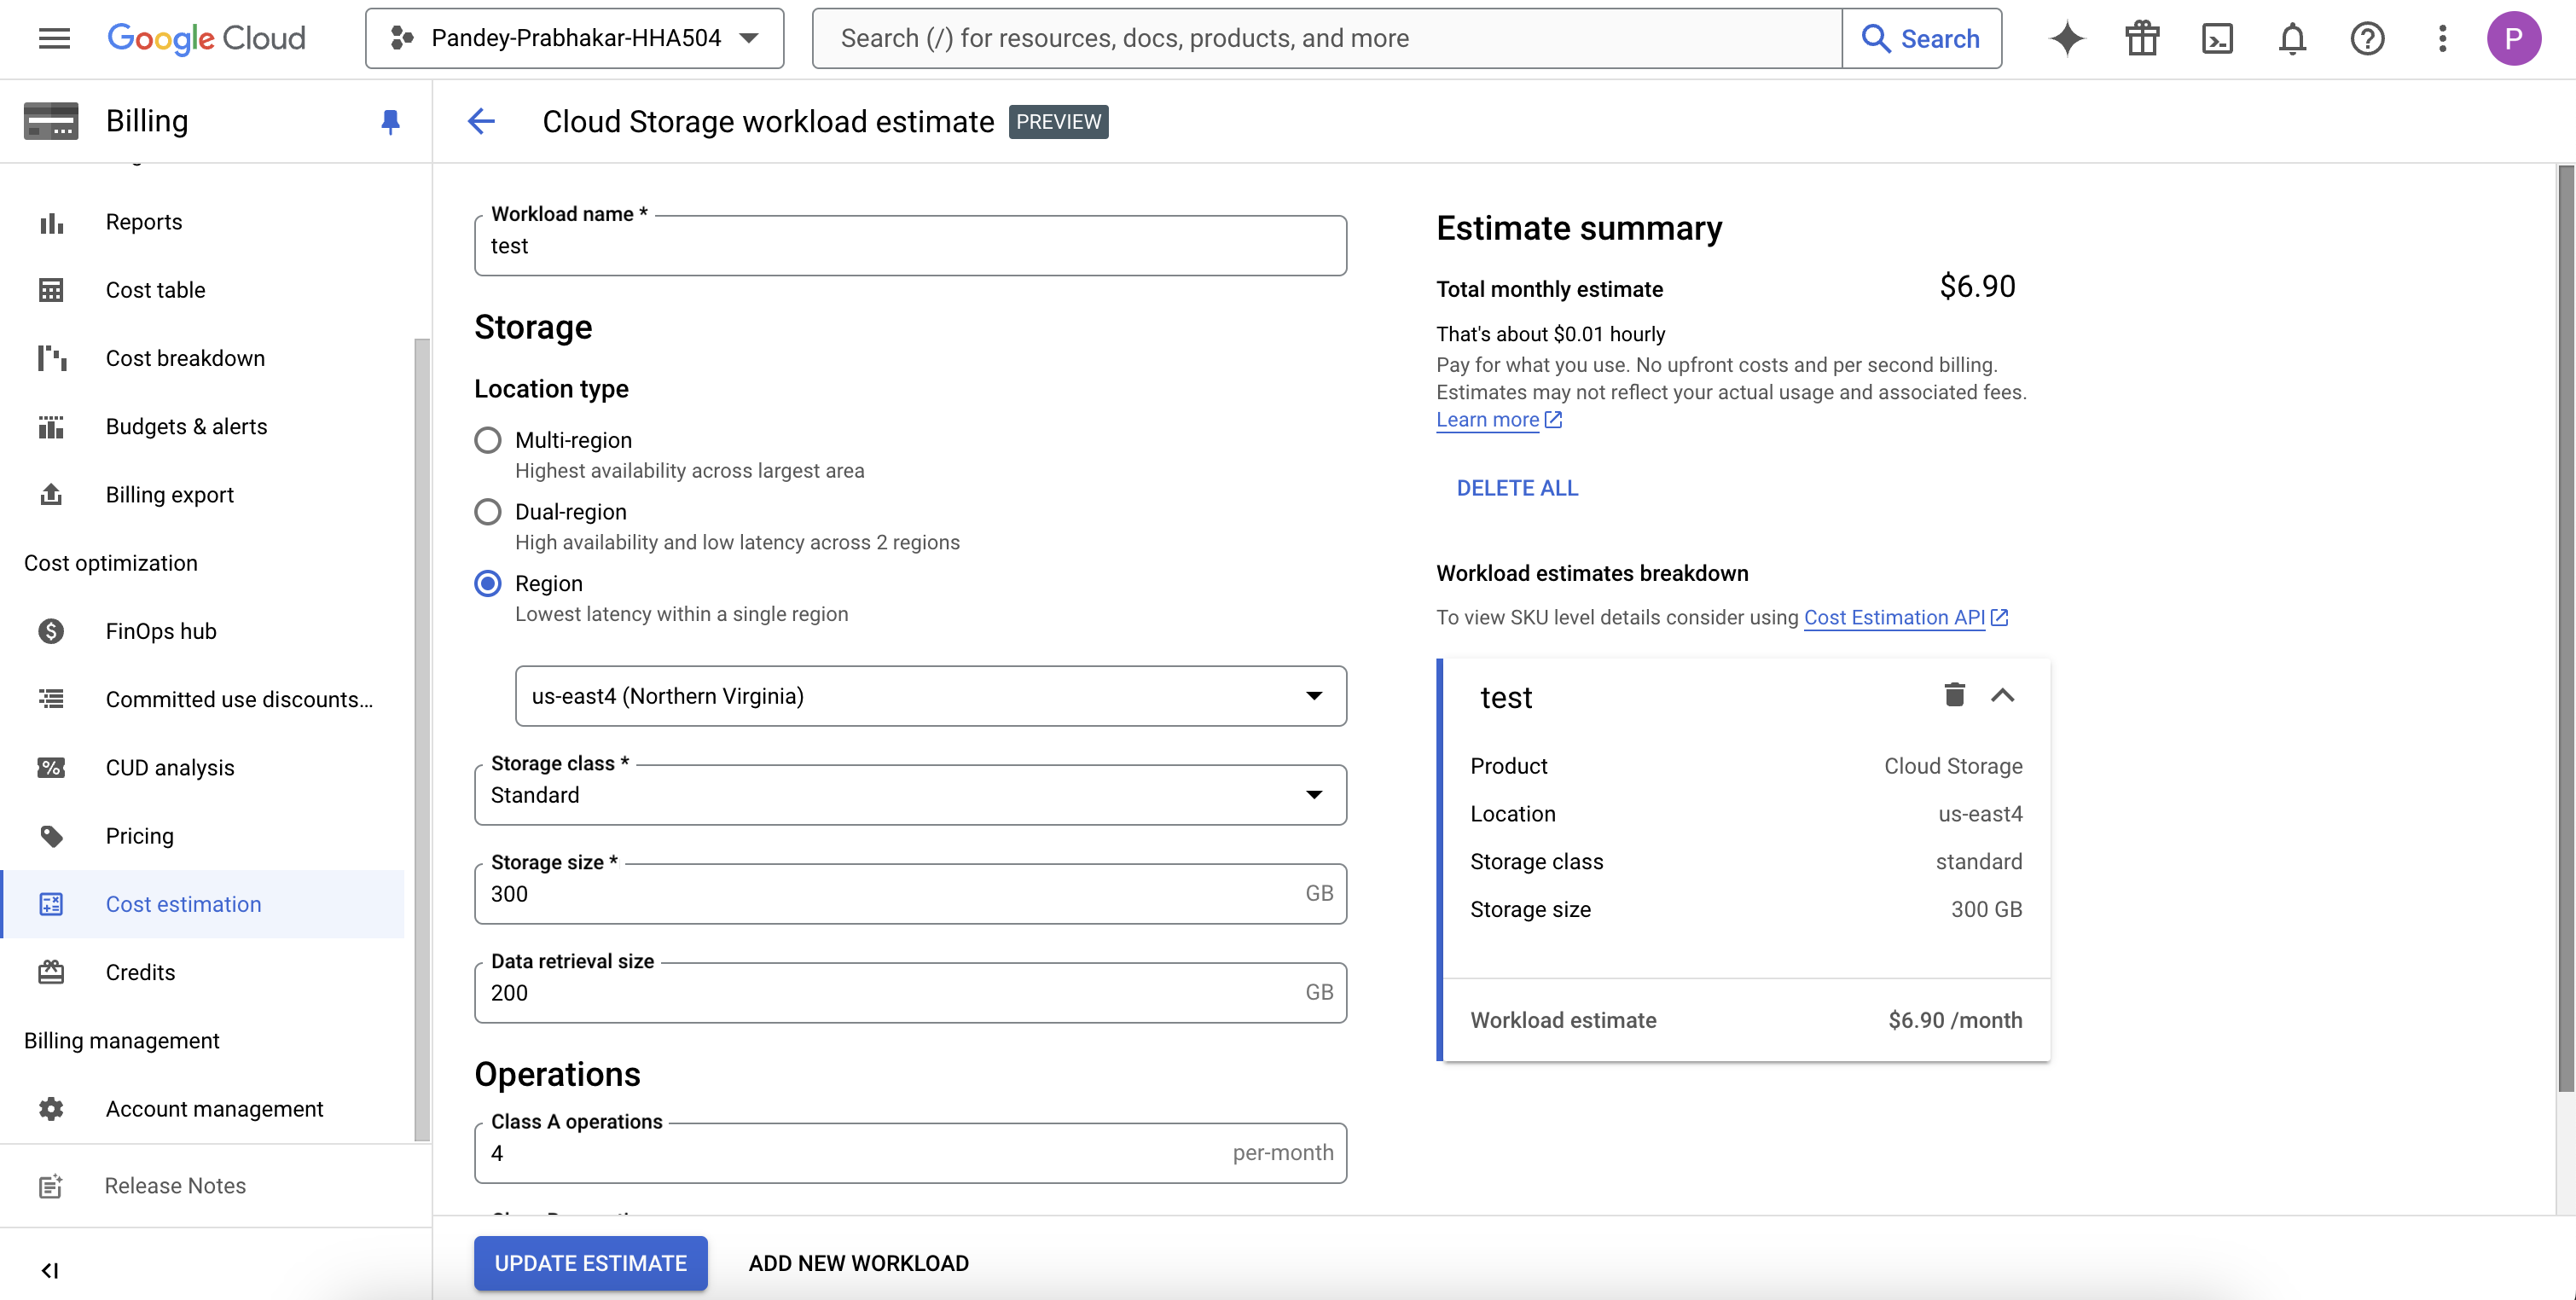 Google Cloud
Pandey-Prabhakar-HHA504
Search (/) for resources, docs, products, and more
Search
P
Billing
Reports
Cost table
Cost breakdown
Budgets & alerts
Billing export
Cost optimization
FinOps hub
Committed use discounts...
CUD analysis
Pricing
Cost estimation
Credits
Billing management
Account management
Release Notes
Cloud Storage workload estimate PREVIEW
Workload name *
test
Storage
Location type
Multi-region
Highest availability across largest area
Dual-region
High availability and low latency across 2 regions
Region
Lowest latency within a single region
us-east4 (Northern Virginia)
Storage class *
Standard
Storage size *
300 GB
Data retrieval size
200 GB
Operations
Class A operations
4 per-month
UPDATE ESTIMATE
ADD NEW WORKLOAD
Estimate summary
Total monthly estimate $6.90
That's about $0.01 hourly
Pay for what you use. No upfront costs and per second billing.
Estimates may not reflect your actual usage and associated fees.
Learn more
DELETE ALL
Workload estimates breakdown
To view SKU level details consider using Cost Estimation API
test
Product Cloud Storage
Location us-east4
Storage class standard
Storage size 300 GB
Workload estimate $6.90 /month